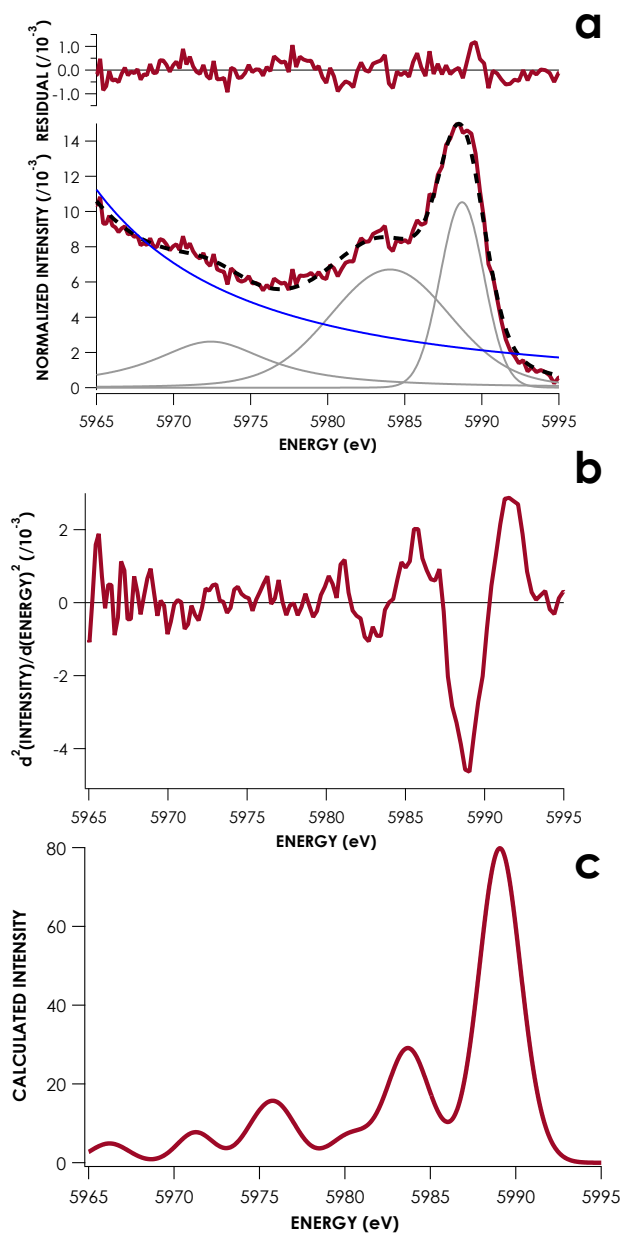 a
RESIDUAL (/10-3)
1.0
0.0
-1.0
NORMALIZED INTENSITY (/10-3)
14
12
10
8
6
4
2
0
5965 5970 5975 5980 5985 5990 5995
ENERGY (eV)
b
d2(INTENSITY)/d(ENERGY)2 (/10-3)
2
0
-2
-4
5965 5970 5975 5980 5985 5990 5995
ENERGY (eV)
c
CALCULATED INTENSITY
80
60
40
20
0
5965 5970 5975 5980 5985 5990 5995
ENERGY (eV)